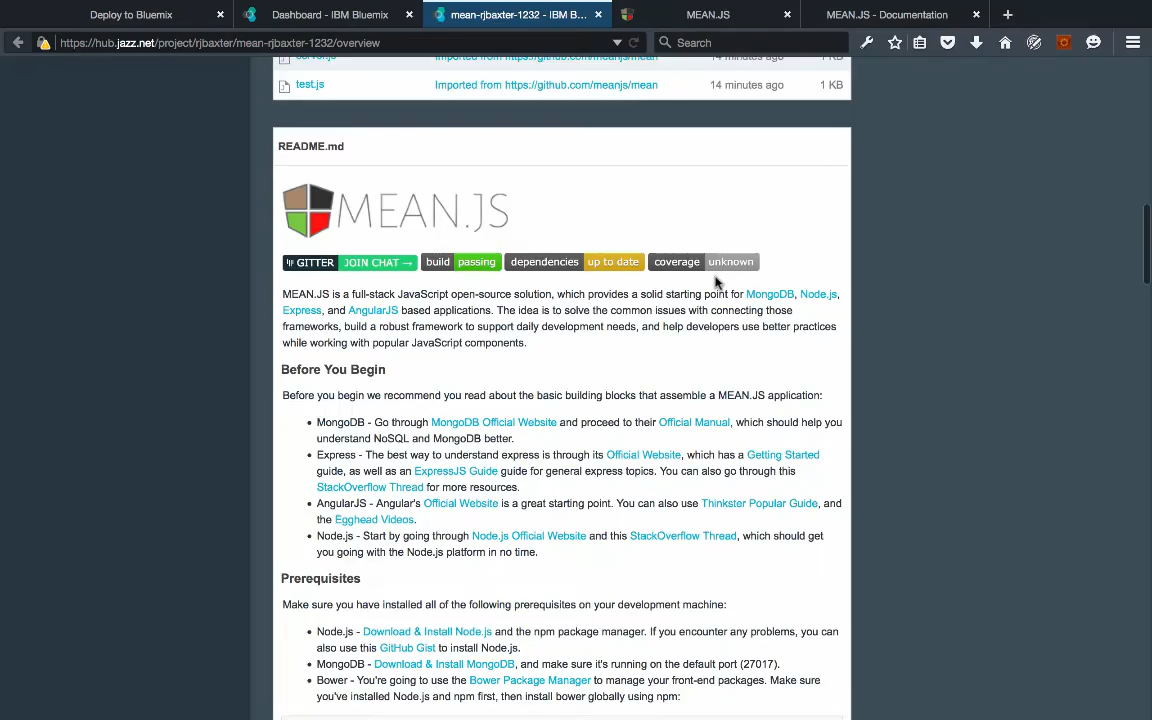 Deploy to Bluemix
Dashboard - IBM Bluemix
mean-rjbaxter-1232 - IBM B...
MEAN.JS
MEAN.JS - Documentation
https://hub.jazz.net/project/rjbaxter/mean-rjbaxter-1232/overview
Search
server.js Imported from https://github.com/meanjs/mean 14 minutes ago 1 KB
test.js Imported from https://github.com/meanjs/mean 14 minutes ago 1 KB
README.md
MEAN.JS
GITTER JOIN CHAT → build passing dependencies up to date coverage unknown
MEAN.JS is a full-stack JavaScript open-source solution, which provides a solid starting point for MongoDB, Node.js,
Express, and AngularJS based applications. The idea is to solve the common issues with connecting those
frameworks, build a robust framework to support daily development needs, and help developers use better practices
while working with popular JavaScript components.
Before You Begin
Before you begin we recommend you read about the basic building blocks that assemble a MEAN.JS application:
• MongoDB - Go through MongoDB Official Website and proceed to their Official Manual, which should help you
understand NoSQL and MongoDB better.
• Express - The best way to understand express is through its Official Website, which has a Getting Started
guide, as well as an ExpressJS Guide guide for general express topics. You can also go through this
StackOverflow Thread for more resources.
• AngularJS - Angular's Official Website is a great starting point. You can also use Thinkster Popular Guide, and
the Egghead Videos.
• Node.js - Start by going through Node.js Official Website and this StackOverflow Thread, which should get
you going with the Node.js platform in no time.
Prerequisites
Make sure you have installed all of the following prerequisites on your development machine:
• Node.js - Download & Install Node.js and the npm package manager. If you encounter any problems, you can
also use this GitHub Gist to install Node.js.
• MongoDB - Download & Install MongoDB, and make sure it's running on the default port (27017).
• Bower - You're going to use the Bower Package Manager to manage your front-end packages. Make sure
you've installed Node.js and npm first, then install bower globally using npm: